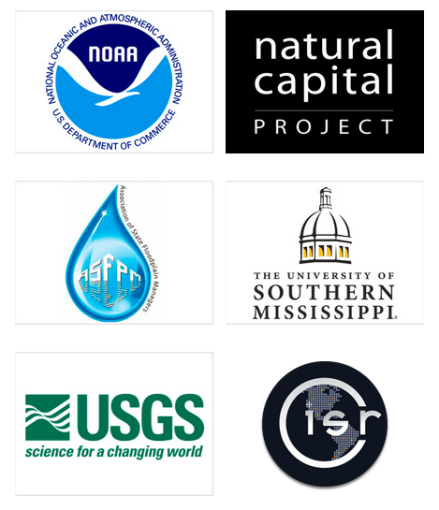 NATIONAL OCEANIC AND ATMOSPHERIC ADMINISTRATION
NOAA
U.S. DEPARTMENT OF COMMERCE
natural
capital
PROJECT
Association of State Floodplain Managers
ASFPM
THE UNIVERSITY OF
SOUTHERN
MISSISSIPPI
USGS
science for a changing world
Cisr